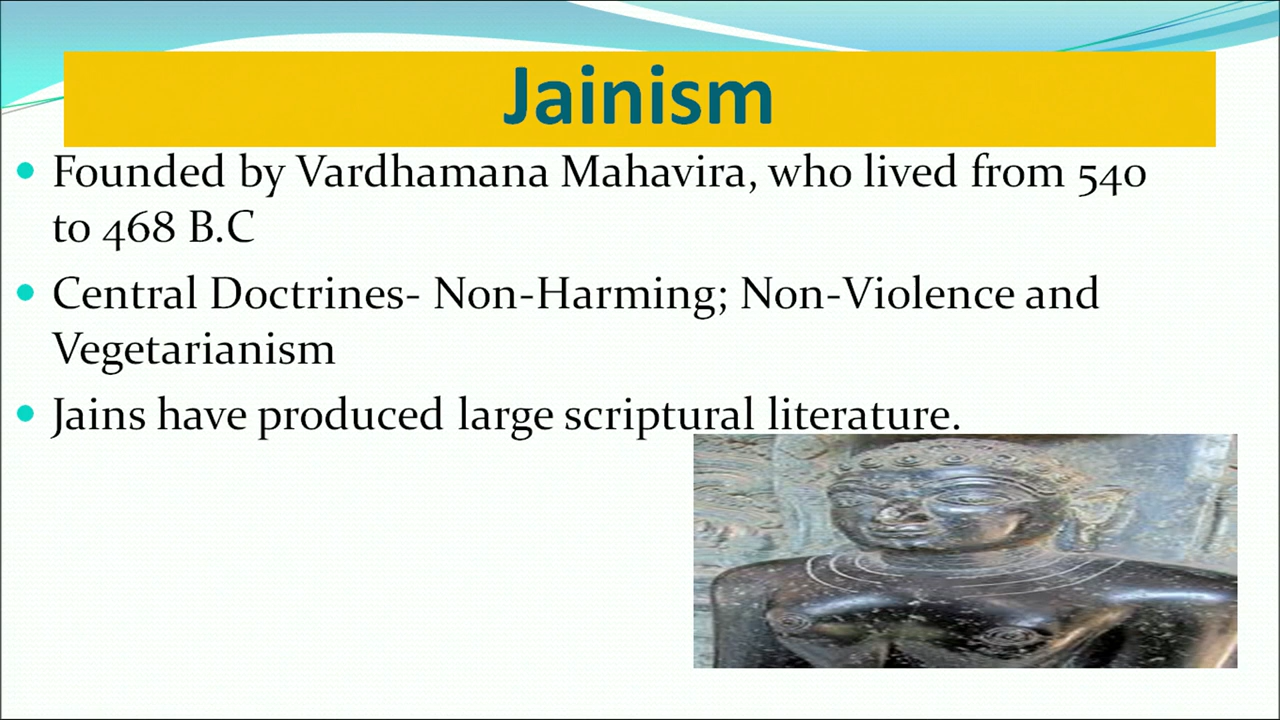 Jainism
Founded by Vardhamana Mahavira, who lived from 540
to 468 B.C
Central Doctrines- Non-Harming; Non-Violence and
Vegetarianism
Jains have produced large scriptural literature.